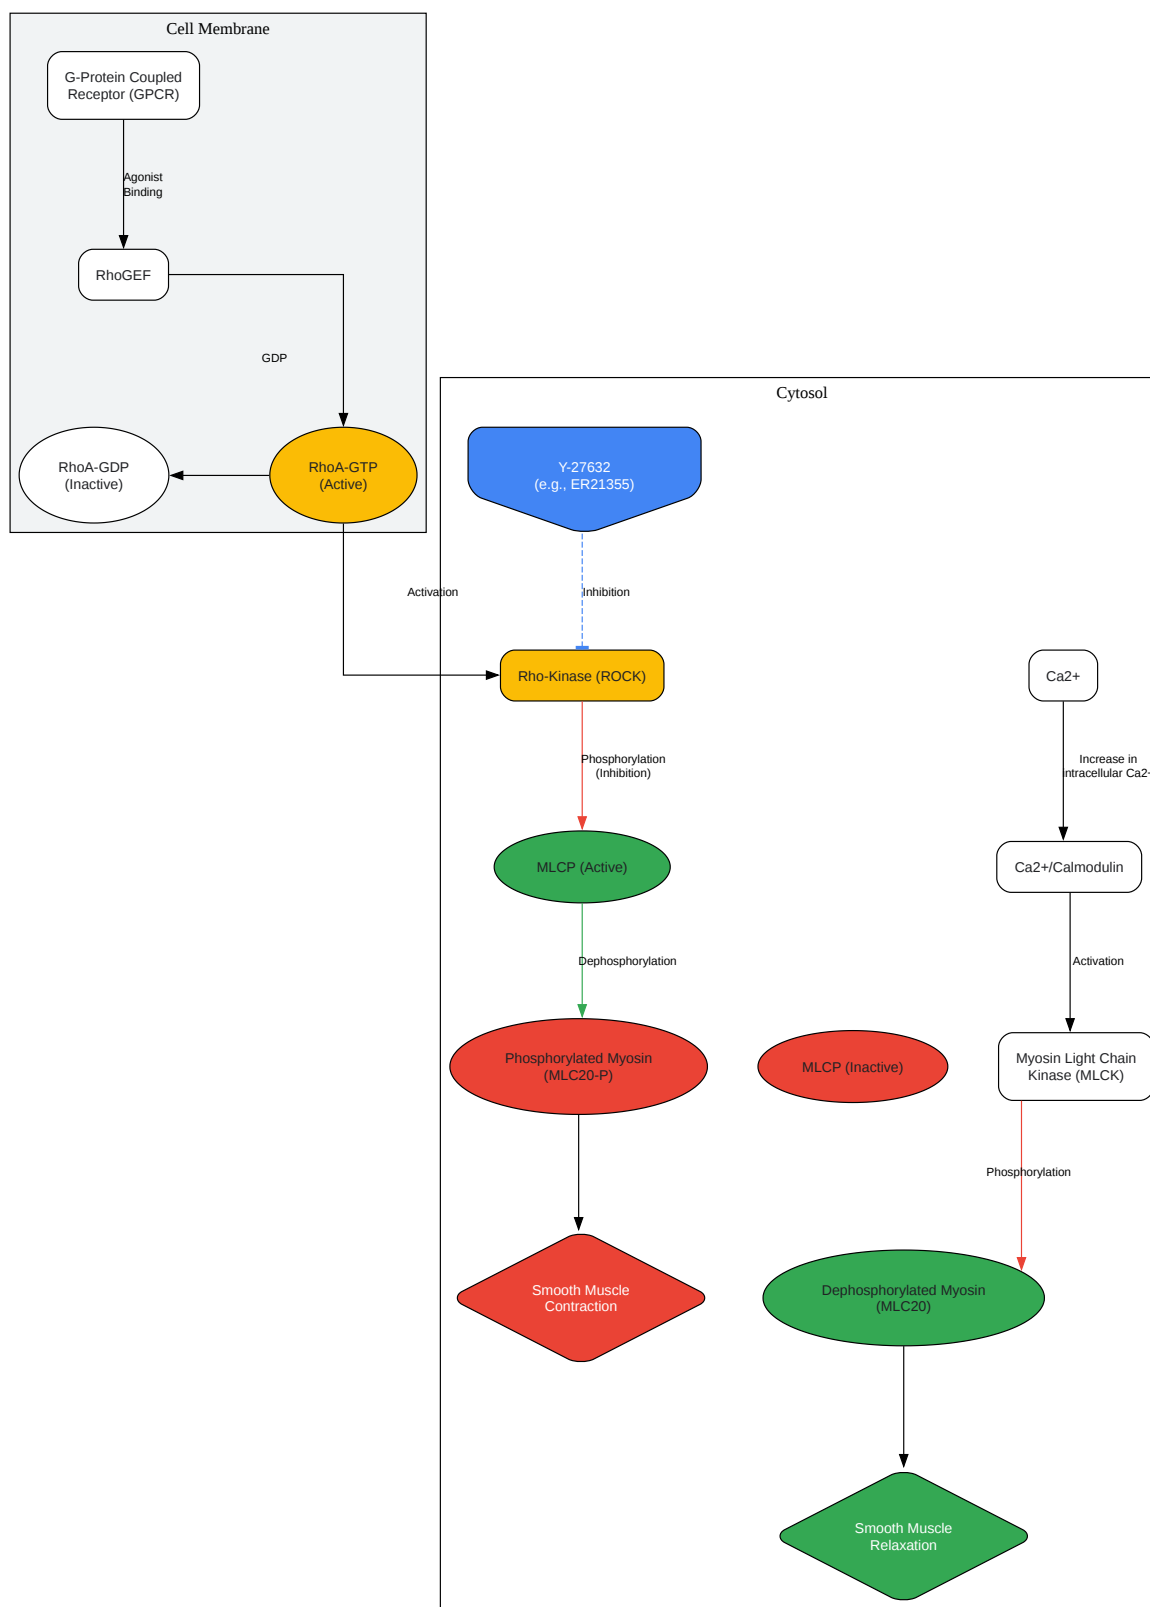 Cell Membrane
G-Protein Coupled
Receptor (GPCR)
Agonist
Binding
RhoGEF
GDP
RhoA-GDP
(Inactive)
RhoA-GTP
(Active)
Cytosol
Y-27632
(e.g., ER21355)
Activation
Inhibition
Rho-Kinase (ROCK)
Ca2+
Phosphorylation
(Inhibition)
Increase in
intracellular Ca2+
MLCP (Active)
Ca2+/Calmodulin
Dephosphorylation
Activation
Phosphorylated Myosin
(MLC20-P)
MLCP (Inactive)
Myosin Light Chain
Kinase (MLCK)
Phosphorylation
Smooth Muscle
Contraction
Dephosphorylated Myosin
(MLC20)
Smooth Muscle
Relaxation